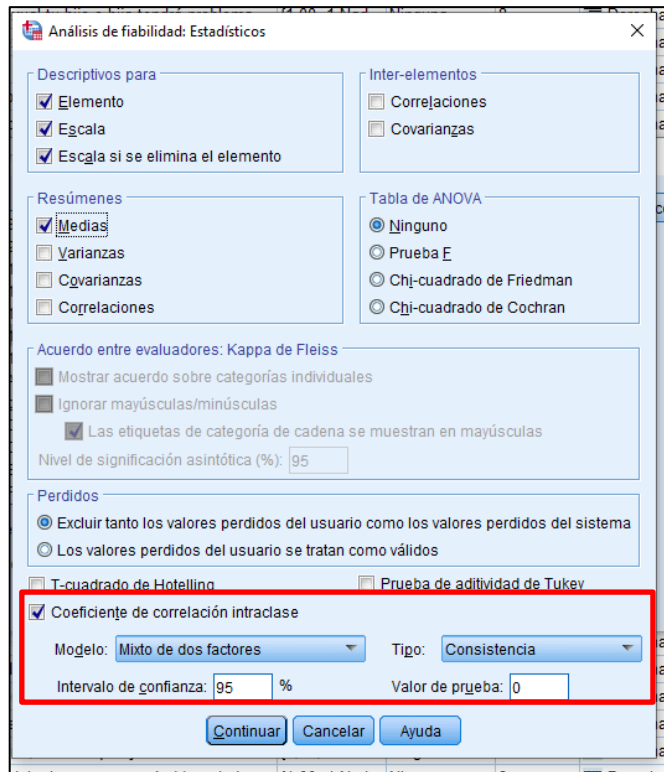 Análisis de fiabilidad: Estadísticos
Descriptivos para
Elemento
Escala
Escala si se elimina el elemento
Inter-elementos
Correlaciones
Covarianzas
Resúmenes
Medias
Varianzas
Covarianzas
Correlaciones
Tabla de ANOVA
Ninguno
Prueba F
Chi-cuadrado de Friedman
Chi-cuadrado de Cochran
Acuerdo entre evaluadores: Kappa de Fleiss
Mostrar acuerdo sobre categorías individuales
Ignorar mayúsculas/minúsculas
Las etiquetas de categoría de cadena se muestran en mayúsculas
Nivel de significación asintótica (%): 95
Perdidos
Excluir tanto los valores perdidos del usuario como los valores perdidos del sistema
Los valores perdidos del usuario se tratan como válidos
T-cuadrado de Hotelling Prueba de aditividad de Tukey
Coeficiente de correlación intraclase
Modelo: Mixto de dos factores Tipo: Consistencia
Intervalo de confianza: 95 % Valor de prueba: 0
Continuar Cancelar Ayuda